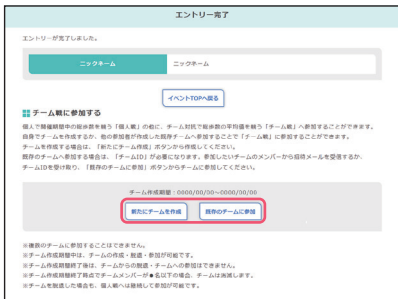 エントリー完了
エントリーが完了しました。
ニックネーム ニックネーム
イベントTOPへ戻る
チーム戦に参加する
個人で開催期間中の総歩数を競う「個人戦」の他に、チーム対抗で総歩数の平均値を競う「チーム戦」へ参加することができます。
自身でチームを作成するか、他の参加者が作成した既存チームへ参加することで「チーム戦」に参加することができます。
チームを作成する場合は、「新たにチーム作成」ボタンから作成してください。
既存のチームへ参加する場合は、「チームID」が必要になります。参加したいチームのメンバーから招待メールを受信するか、
チームIDを受け取り、「既存のチームに参加」ボタンからチームに参加してください。
チーム作成期間：0000/00/00~0000/00/00
新たにチームを作成 既存のチームに参加
※複数のチームに参加することはできません。
※チーム作成期間中は、チームの作成・脱退・参加が可能です。
※チーム作成期間終了後は、チームからの脱退・チームへの参加はできません。
※チーム作成期間終了時点でチームメンバーが●名以下の場合、チームは消滅します。
※チームを脱退した場合も、個人戦へは継続して参加が可能です。